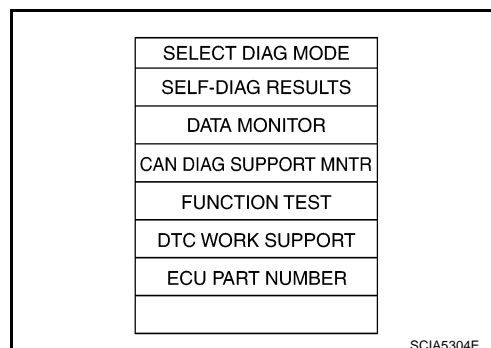 SELECT DIAG MODE
SELF-DIAG RESULTS
DATA MONITOR
CAN DIAG SUPPORT MNTR
FUNCTION TEST
DTC WORK SUPPORT
ECU PART NUMBER
SCIA5304E